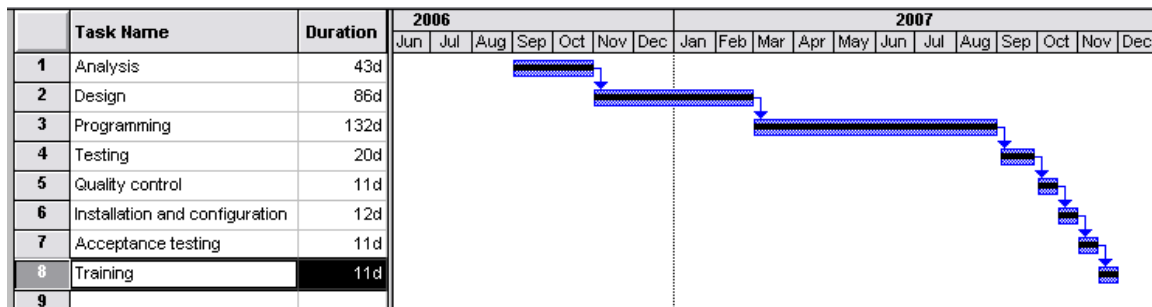 Task Name Duration 2006 2007
Jun Jul Aug Sep Oct Nov Dec Jan Feb Mar Apr May Jun Jul Aug Sep Oct Nov Dec
1 Analysis 43d
2 Design 86d
3 Programming 132d
4 Testing 20d
5 Quality control 11d
6 Installation and configuration 12d
7 Acceptance testing 11d
8 Training 11d
9